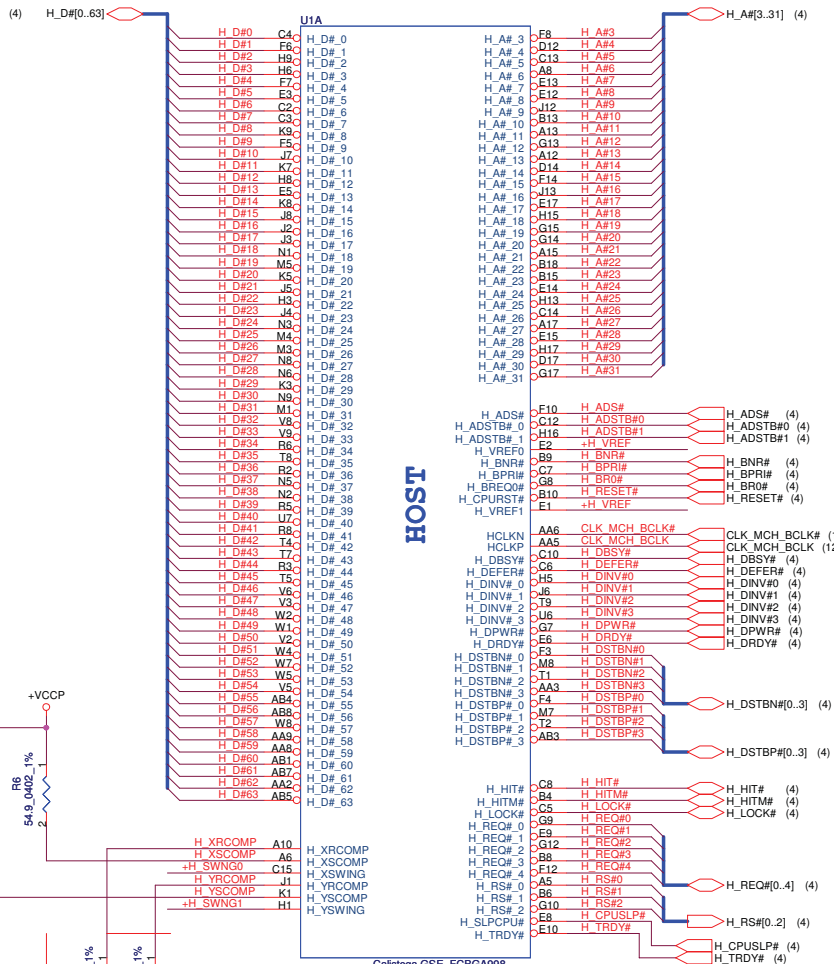 (4) H_D#[0..63]
U1A
H_A#[3..31] (4)
H_D#0 C4 H_D#_0 H_A#_3 F8 H_A#3
H_D#1 F6 H_D#_1 H_A#_4 D12 H_A#4
H_D#2 H9 H_D#_2 H_A#_5 C13 H_A#5
H_D#3 H6 H_D#_3 H_A#_6 A8 H_A#6
H_D#4 F7 H_D#_4 H_A#_7 E13 H_A#7
H_D#5 E3 H_D#_5 H_A#_8 E12 H_A#8
H_D#6 C2 H_D#_6 H_A#_9 J12 H_A#9
H_D#7 C3 H_D#_7 H_A#_10 B13 H_A#10
H_D#8 K9 H_D#_8 H_A#_11 A13 H_A#11
H_D#9 F5 H_D#_9 H_A#_12 G13 H_A#12
H_D#10 J7 H_D#_10 H_A#_13 A12 H_A#13
H_D#11 K7 H_D#_11 H_A#_14 D14 H_A#14
H_D#12 H8 H_D#_12 H_A#_15 F14 H_A#15
H_D#13 E5 H_D#_13 H_A#_16 J13 H_A#16
H_D#14 K8 H_D#_14 H_A#_17 E17 H_A#17
H_D#15 J8 H_D#_15 H_A#_18 H15 H_A#18
H_D#16 J2 H_D#_16 H_A#_19 G15 H_A#19
H_D#17 J3 H_D#_17 H_A#_20 G14 H_A#20
H_D#18 N1 H_D#_18 H_A#_21 A15 H_A#21
H_D#19 M5 H_D#_19 H_A#_22 B18 H_A#22
H_D#20 K5 H_D#_20 H_A#_23 B15 H_A#23
H_D#21 J5 H_D#_21 H_A#_24 E14 H_A#24
H_D#22 H3 H_D#_22 H_A#_25 H13 H_A#25
H_D#23 J4 H_D#_23 H_A#_26 C14 H_A#26
H_D#24 N3 H_D#_24 H_A#_27 A17 H_A#27
H_D#25 M4 H_D#_25 H_A#_28 E15 H_A#28
H_D#26 M3 H_D#_26 H_A#_29 H17 H_A#29
H_D#27 N8 H_D#_27 H_A#_30 D17 H_A#30
H_D#28 N6 H_D#_28 H_A#_31 G17 H_A#31
H_D#29 K3 H_D#_29
H_D#30 N9 H_D#_30
H_D#31 M1 H_D#_31 H_ADS# F10 H_ADS# H_ADS# (4)
H_D#32 V8 H_D#_32 H_ADSTB#_0 C12 H_ADSTB#0 H_ADSTB#0 (4)
H_D#33 V9 H_D#_33 H_ADSTB#_1 H16 H_ADSTB#1 H_ADSTB#1 (4)
H_D#34 R6 H_D#_34 H_VREF0 E2 +H_VREF
H_D#35 T8 H_D#_35 H_BNR# B9 H_BNR# H_BNR# (4)
H_D#36 R2 H_D#_36 H_BPRI# C7 H_BPRI# H_BPRI# (4)
H_D#37 N5 H_D#_37 H_BREQ0# G8 H_BR0# H_BR0# (4)
H_D#38 N2 H_D#_38 H_CPURST# B10 H_RESET# H_RESET# (4)
H_D#39 R5 H_D#_39 H_VREF1 E1 +H_VREF
H_D#40 U7 H_D#_40
H_D#41 R8 H_D#_41 HCLKN AA6 CLK_MCH_BCLK# CLK_MCH_BCLK# (1
H_D#42 T4 H_D#_42 HCLKP AA5 CLK_MCH_BCLK CLK_MCH_BCLK (12
H_D#43 T7 H_D#_43 H_DBSY# C10 H_DBSY# H_DBSY# (4)
H_D#44 R3 H_D#_44 H_DEFER# C6 H_DEFER# H_DEFER# (4)
H_D#45 T5 H_D#_45 H_DINV#_0 H5 H_DINV#0 H_DINV#0 (4)
H_D#46 V6 H_D#_46 H_DINV#_1 J6 H_DINV#1 H_DINV#1 (4)
H_D#47 V3 H_D#_47 H_DINV#_2 T9 H_DINV#2 H_DINV#2 (4)
H_D#48 W2 H_D#_48 H_DINV#_3 U6 H_DINV#3 H_DINV#3 (4)
H_D#49 W1 H_D#_49 H_DPWR# G7 H_DPWR# H_DPWR# (4)
H_D#50 V2 H_D#_50 H_DRDY# E6 H_DRDY# H_DRDY# (4)
H_D#51 W4 H_D#_51 H_DSTBN#_0 F3 H_DSTBN#0
H_D#52 W7 H_D#_52 H_DSTBN#_1 M8 H_DSTBN#1
H_D#53 W5 H_D#_53 H_DSTBN#_2 T1 H_DSTBN#2
H_D#54 V5 H_D#_54 H_DSTBN#_3 AA3 H_DSTBN#3
H_D#55 AB4 H_D#_55 H_DSTBP#_0 F4 H_DSTBP#0 H_DSTBN#[0..3] (4)
H_D#56 AB8 H_D#_56 H_DSTBP#_1 M7 H_DSTBP#1
H_D#57 W8 H_D#_57 H_DSTBP#_2 T2 H_DSTBP#2
H_D#58 AA9 H_D#_58 H_DSTBP#_3 AB3 H_DSTBP#3
H_D#59 AA8 H_D#_59 H_DSTBP#[0..3] (4)
H_D#60 AB1 H_D#_60
H_D#61 AB7 H_D#_61
H_D#62 AA2 H_D#_62 H_HIT# C8 H_HIT# H_HIT# (4)
H_D#63 AB5 H_D#_63 H_HITM# B4 H_HITM# H_HITM# (4)
H_LOCK# C5 H_LOCK# H_LOCK# (4)
H_REQ#_0 G9 H_REQ#0
H_REQ#_1 E9 H_REQ#1
H_REQ#_2 G12 H_REQ#2
H_XRCOMP A10 H_XRCOMP H_REQ#_3 B8 H_REQ#3
H_XSCOMP A6 H_XSCOMP H_REQ#_4 F12 H_REQ#4
+H_SWNG0 C15 H_XSWING H_RS#_0 A5 H_RS#0 H_REQ#[0..4] (4)
H_YRCOMP J1 H_YRCOMP H_RS#_1 B6 H_RS#1
H_YSCOMP K1 H_YSCOMP H_RS#_2 G10 H_RS#2
+H_SWNG1 H1 H_YSWING H_SLPCPU# E8 H_CPUSLP# H_RS#[0..2] (4)
H_TRDY# E10 H_TRDY#
H_CPUSLP# (4)
H_TRDY# (4)
HOST
+VCCP
1
R6
54.9_0402_1%
2
_1% 1
_1% 1
Calistoga GSE_FCBGA998